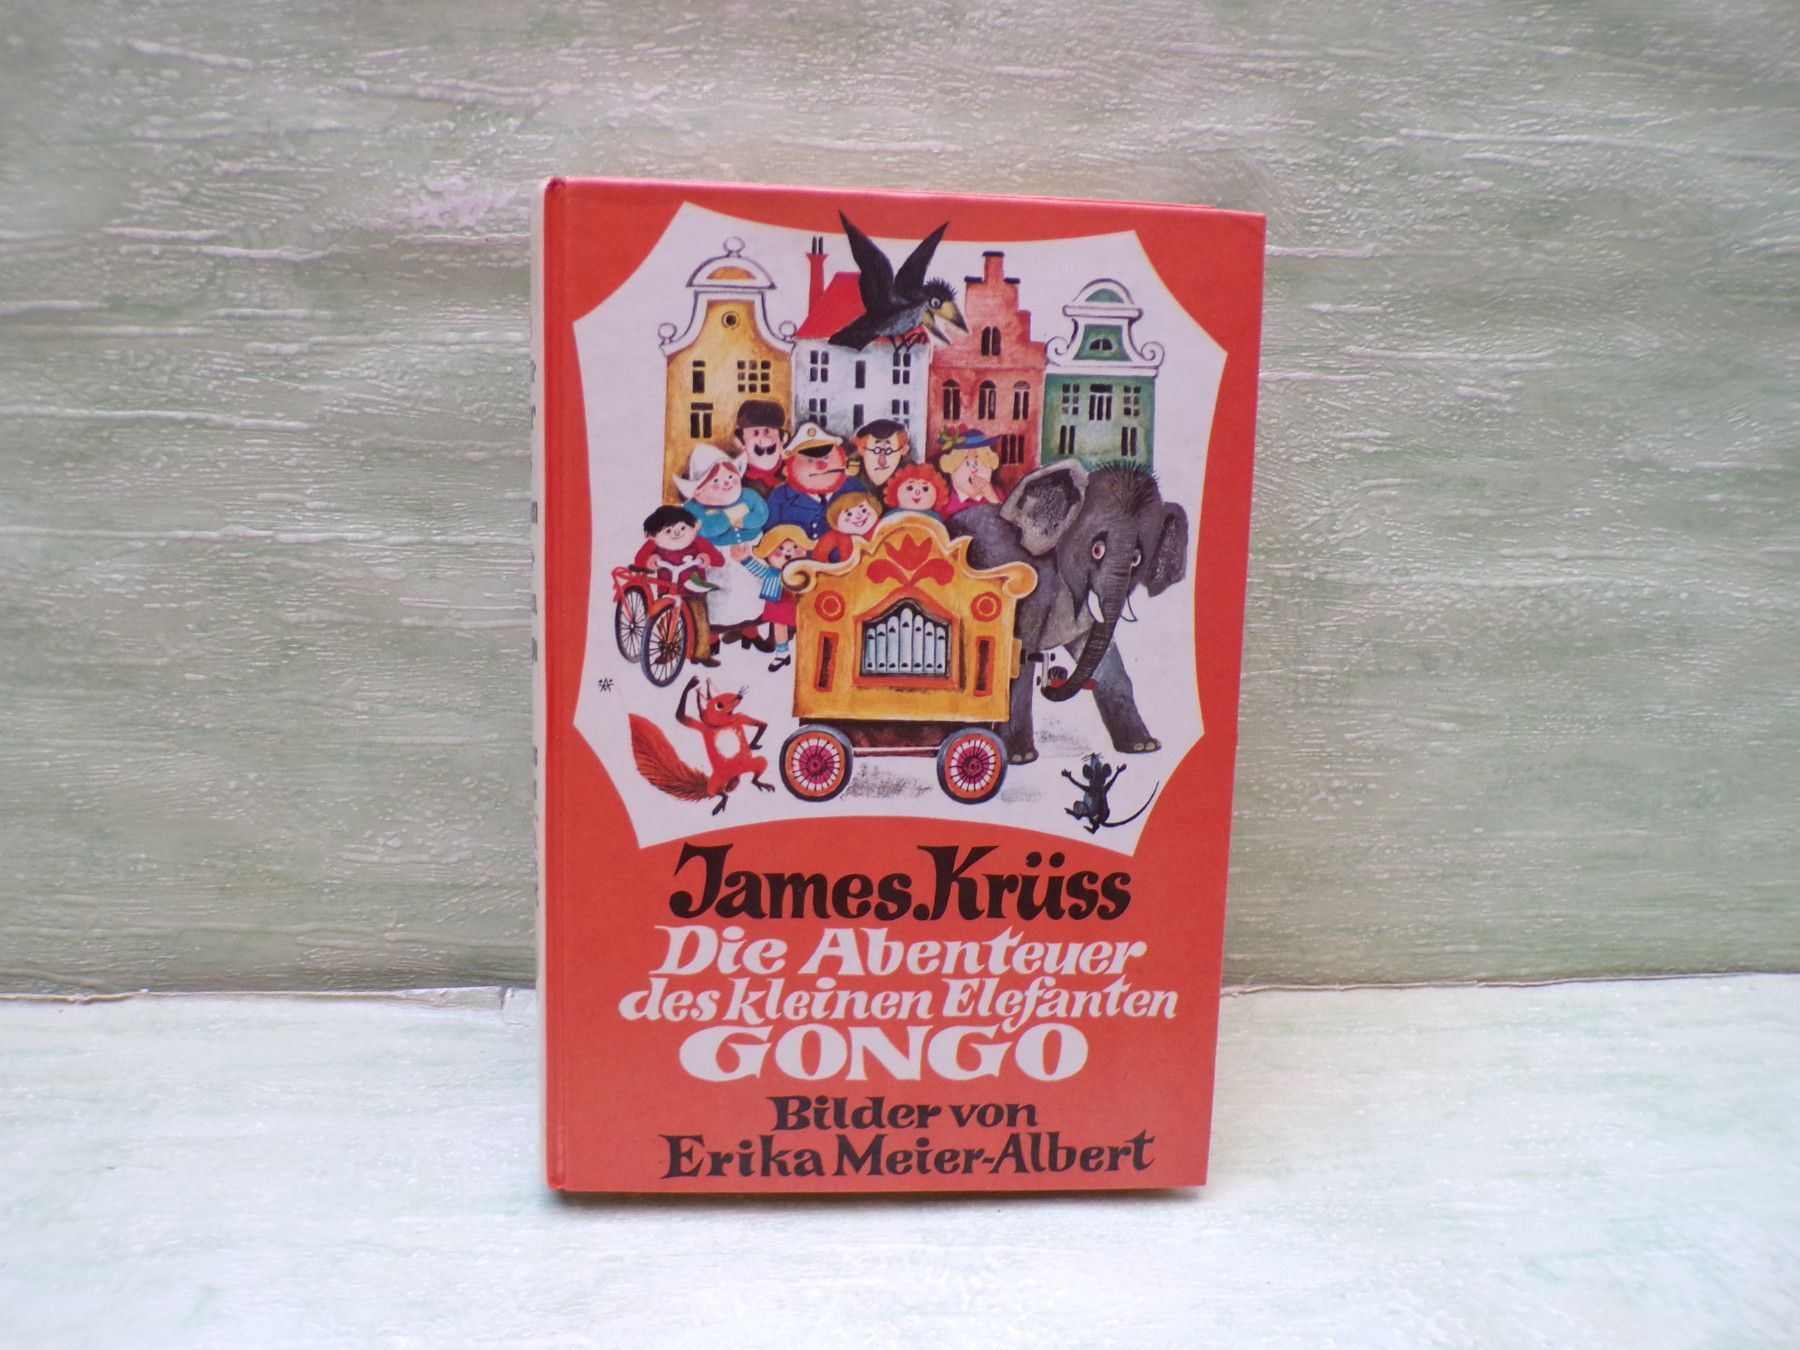 James Krüss
Die Abenteuer
des kleinen Elefanten
GONGO
Bilder von
Erika Meier-Albert